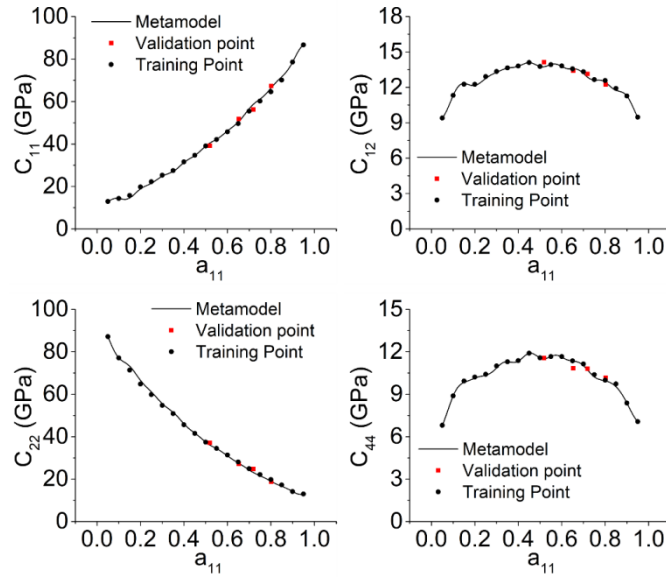 100
80
60
40
20
0
C11 (GPa)
Metamodel
Validation point
Training Point
0.0 0.2 0.4 0.6 0.8 1.0
a11
18
15
12
9
6
3
C12 (GPa)
Metamodel
Validation point
Training Point
0.0 0.2 0.4 0.6 0.8 1.0
a11
100
80
60
40
20
0
C22 (GPa)
Metamodel
Validation point
Training Point
0.0 0.2 0.4 0.6 0.8 1.0
a11
15
12
9
6
3
0
C44 (GPa)
Metamodel
Validation point
Training Point
0.0 0.2 0.4 0.6 0.8 1.0
a11